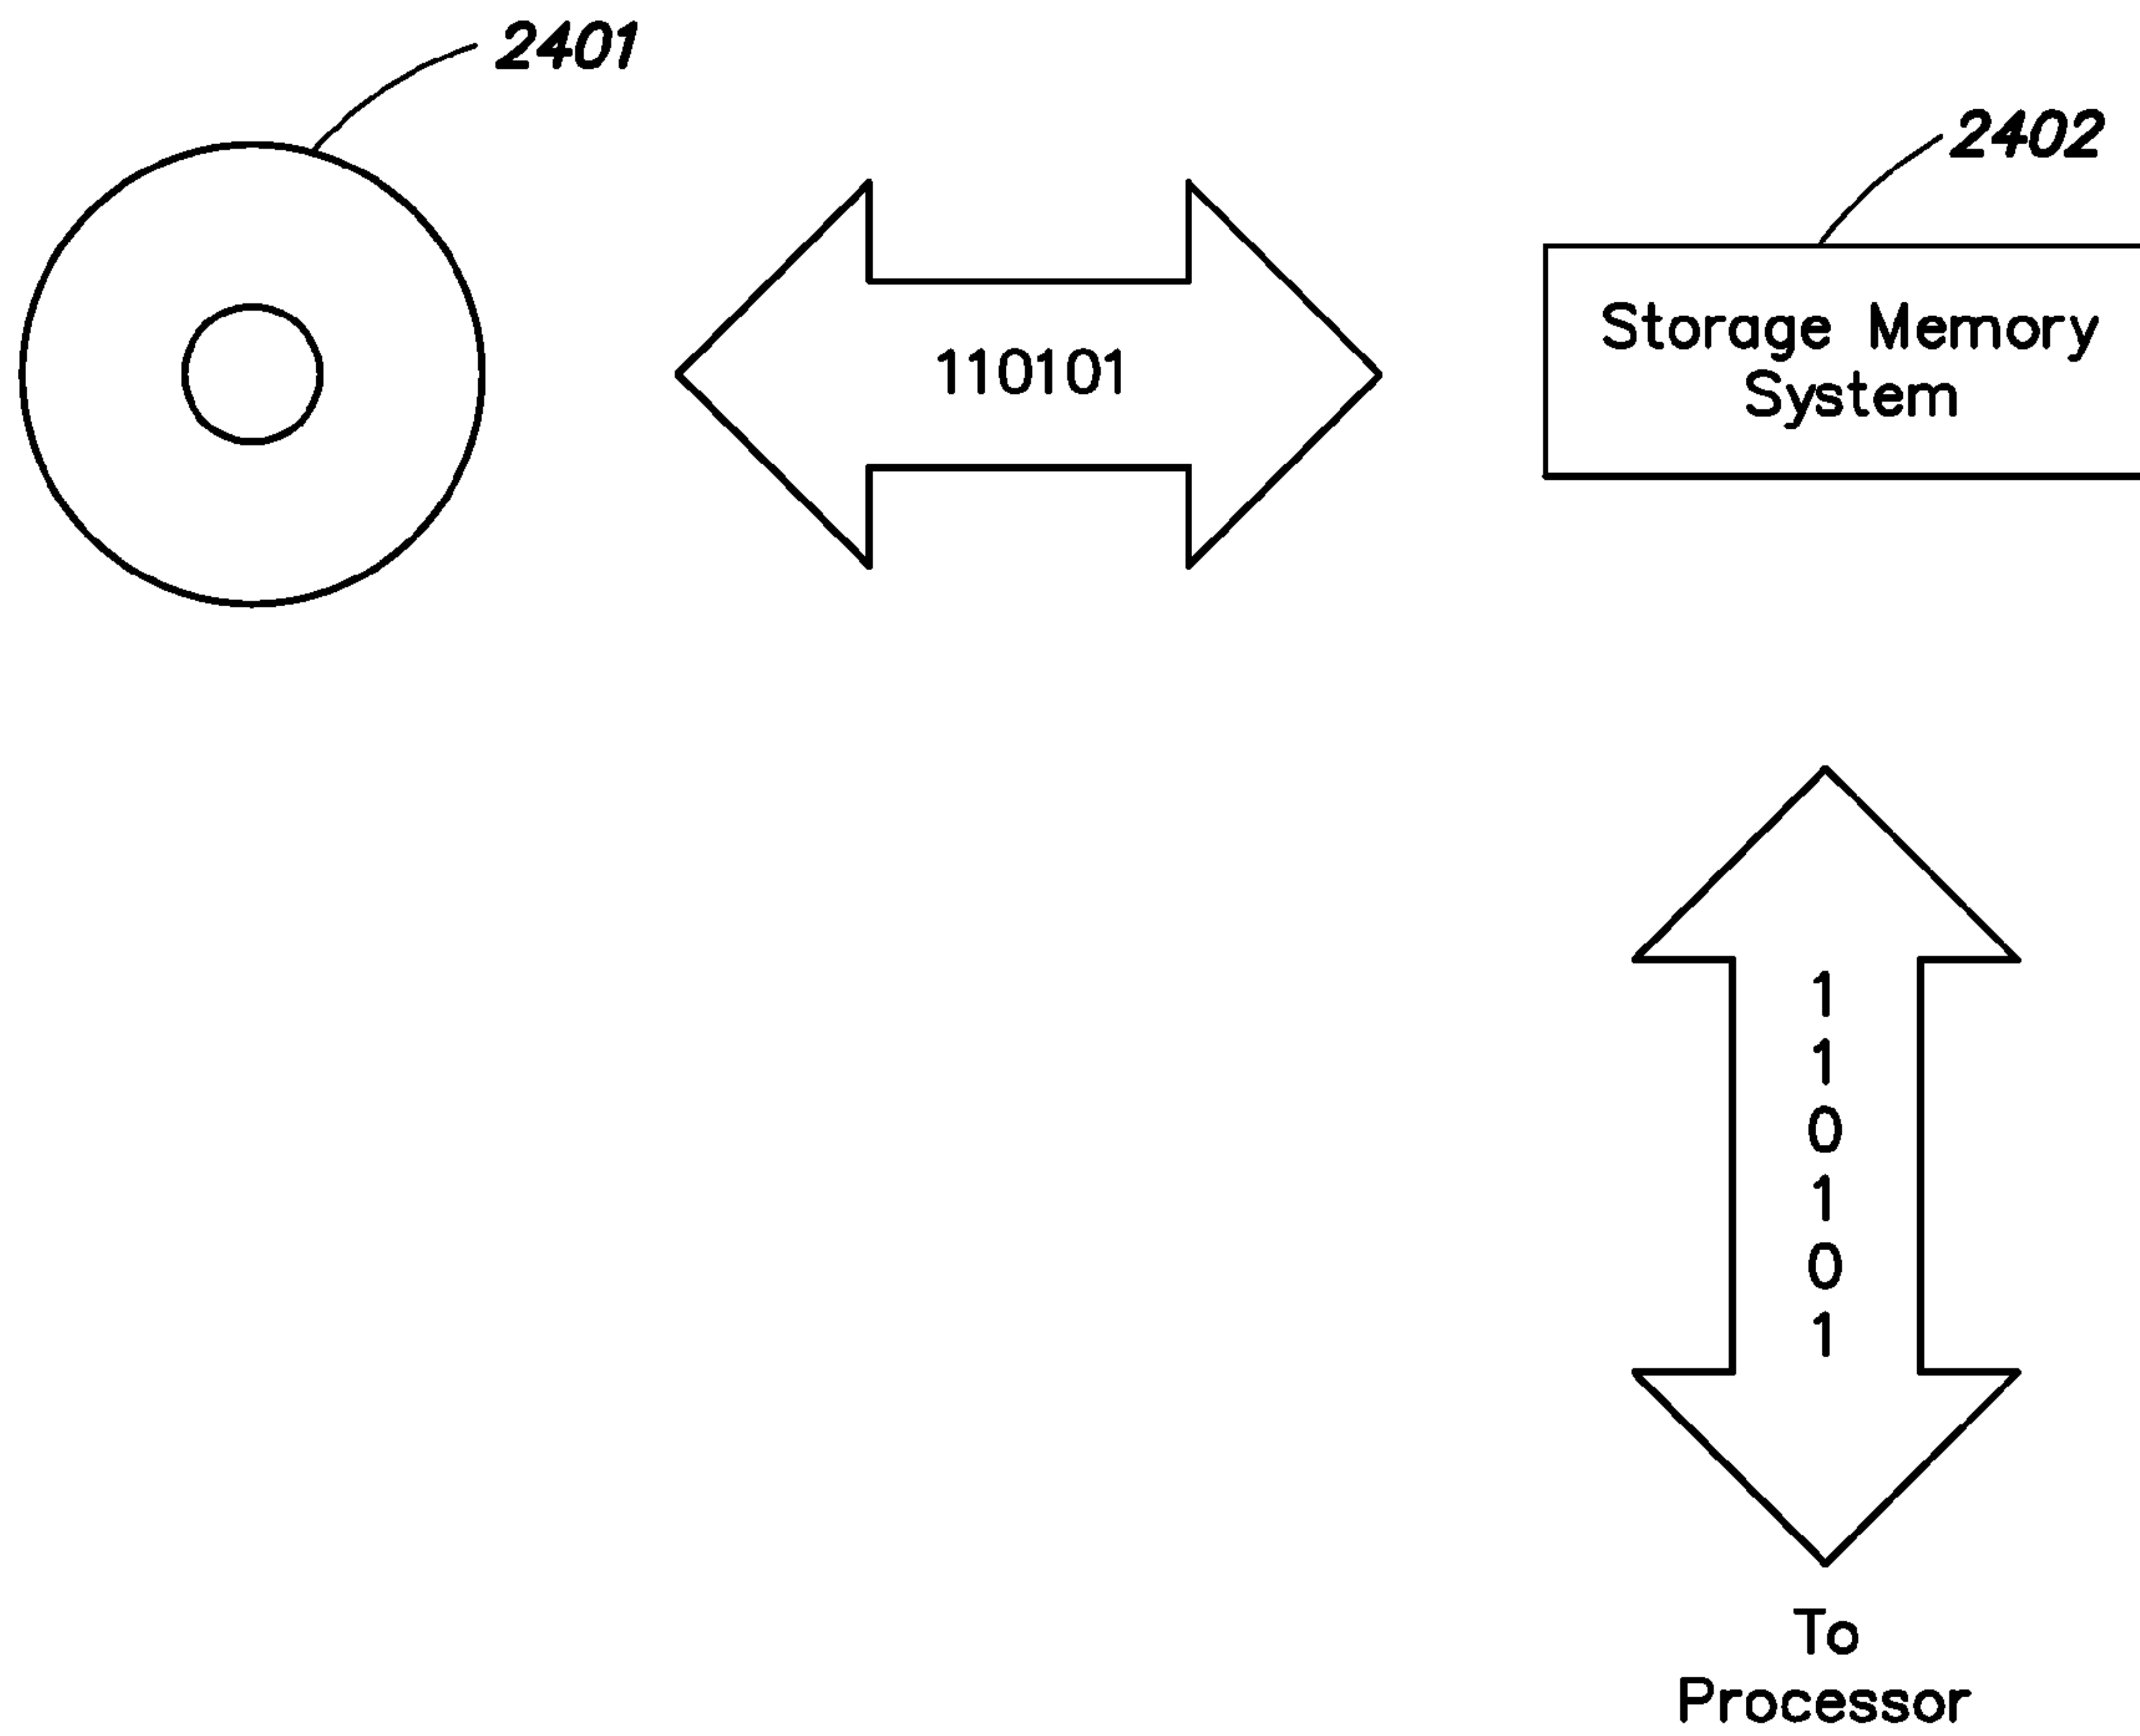 2401
2402
110101
Storage Memory
System
1
1
0
1
0
1
To
Processor